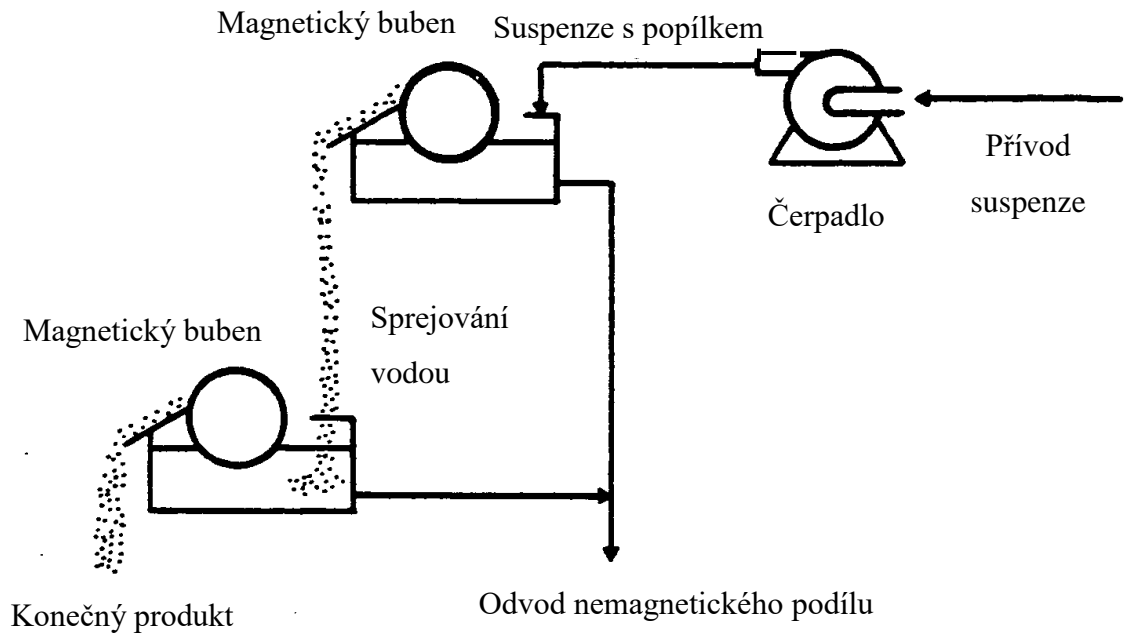 Magnetický buben
Suspenze s popílkem
Přívod
suspenze
Čerpadlo
Magnetický buben
Sprejování
vodou
Konečný produkt
Odvod nemagnetického podílu